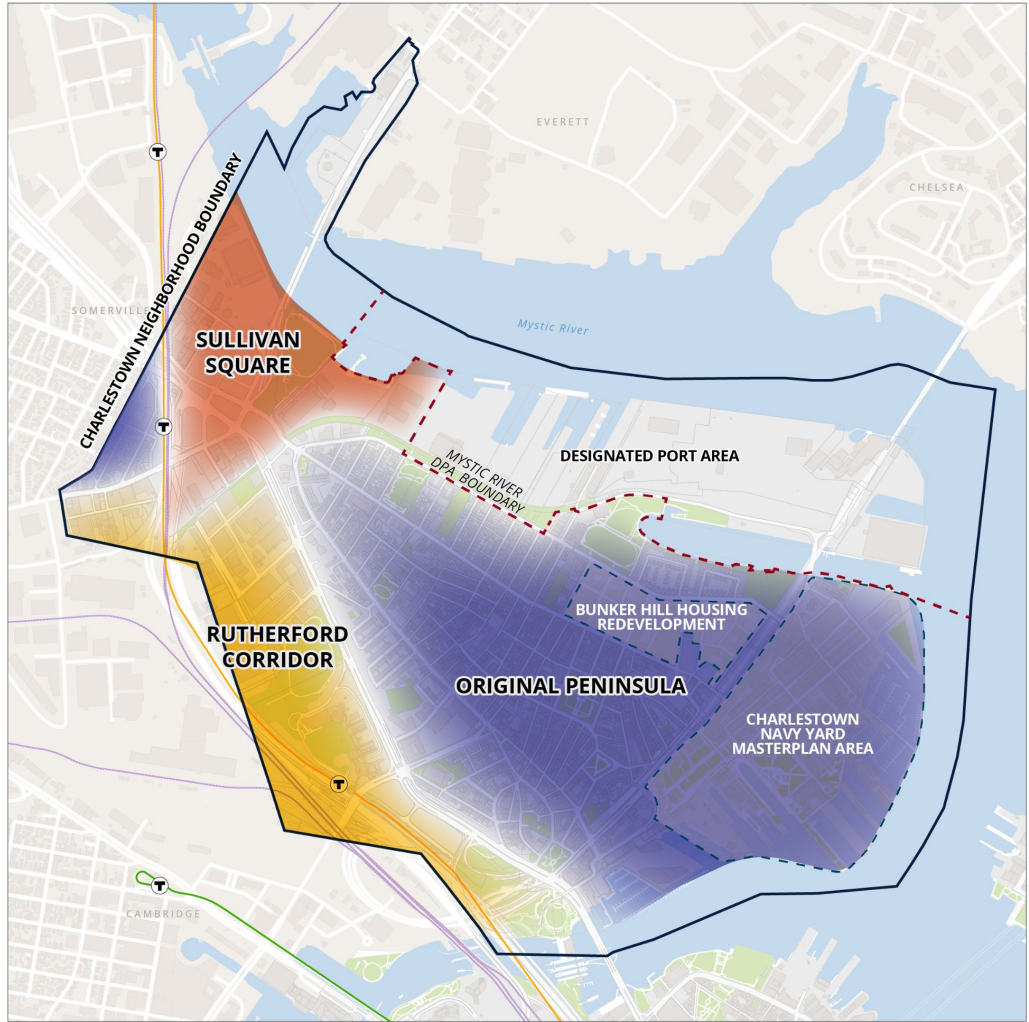 EVERETT
T
CHELSEA
CHARLESTOWN NEIGHBORHOOD BOUNDARY
SOMERVILLE
Mystic River
SULLIVAN
SQUARE
T
MYSTIC RIVER
DPA BOUNDARY
DESIGNATED PORT AREA
BUNKER HILL HOUSING
REDEVELOPMENT
RUTHERFORD
CORRIDOR
ORIGINAL PENINSULA
CHARLESTOWN
NAVY YARD
MASTERPLAN AREA
T
T
CAMBRIDGE